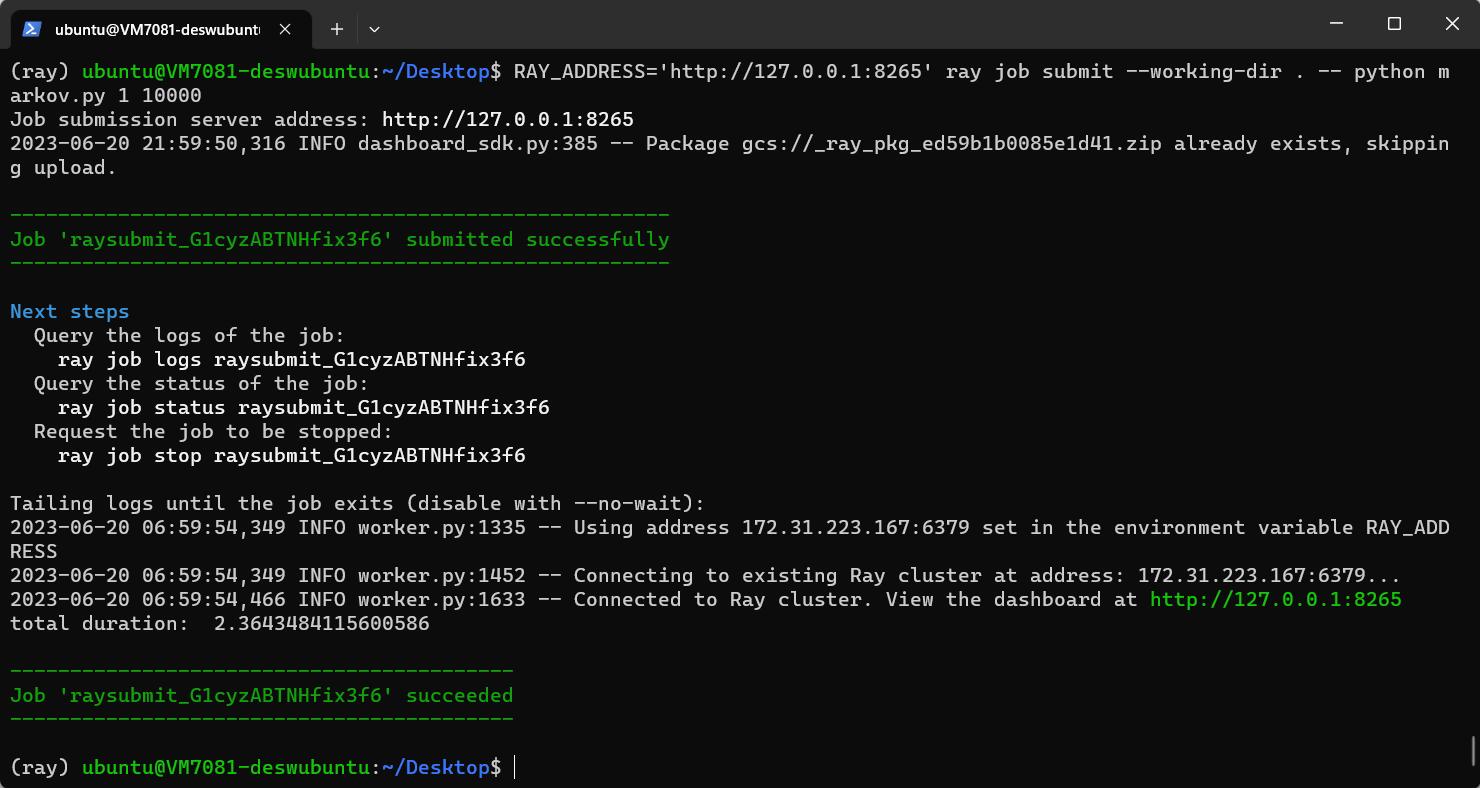 ubuntu@VM7081-deswubunt
(ray) ubuntu@VM7081-deswubuntu:~/Desktop$ RAY_ADDRESS='http://127.0.0.1:8265' ray job submit --working-dir . -- python m
arkov.py 1 10000
Job submission server address: http://127.0.0.1:8265
2023-06-20 21:59:50,316 INFO dashboard_sdk.py:385 -- Package gcs://_ray_pkg_ed59b1b0085e1d41.zip already exists, skippin
g upload.
-------------------------------------------------------
Job 'raysubmit_G1cyzABTNHfix3f6' submitted successfully
-------------------------------------------------------
Next steps
Query the logs of the job:
ray job logs raysubmit_G1cyzABTNHfix3f6
Query the status of the job:
ray job status raysubmit_G1cyzABTNHfix3f6
Request the job to be stopped:
ray job stop raysubmit_G1cyzABTNHfix3f6
Tailing logs until the job exits (disable with --no-wait):
2023-06-20 06:59:54,349 INFO worker.py:1335 -- Using address 172.31.223.167:6379 set in the environment variable RAY_ADD
RESS
2023-06-20 06:59:54,349 INFO worker.py:1452 -- Connecting to existing Ray cluster at address: 172.31.223.167:6379...
2023-06-20 06:59:54,466 INFO worker.py:1633 -- Connected to Ray cluster. View the dashboard at http://127.0.0.1:8265
total duration:  2.3643484115600586
------------------------------------------
Job 'raysubmit_G1cyzABTNHfix3f6' succeeded
------------------------------------------
(ray) ubuntu@VM7081-deswubuntu:~/Desktop$